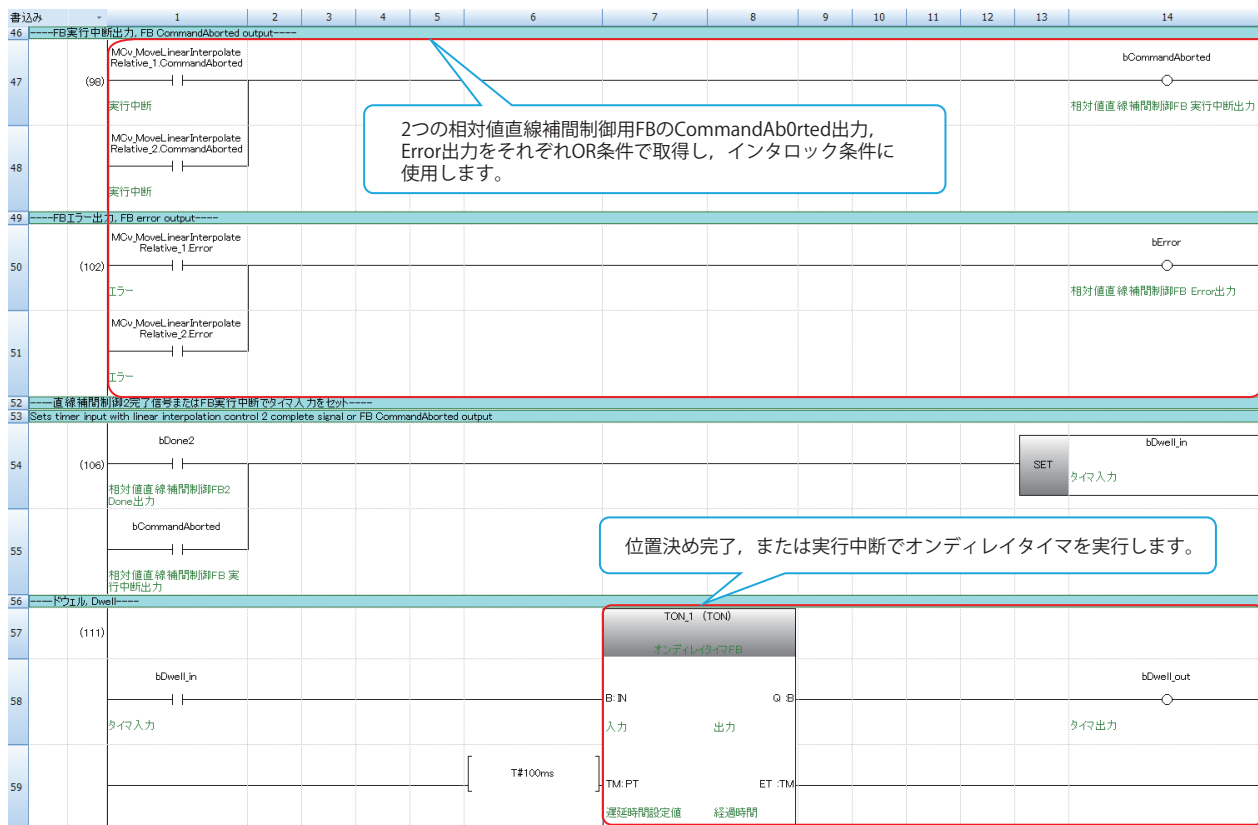 書込み 1 2 3 4 5 6 7 8 9 10 11 12 13 14
46 ----FB実行中断出力, FB CommandAborted output----
MCv_MoveLinearInterpolate
Relative_1.CommandAborted
bCommandAborted
47 (98)
実行中断
相対値直線補間制御FB 実行中断出力
2つの相対値直線補間制御用FBのCommandAb0rted出力，
Error出力をそれぞれOR条件で取得し，インタロック条件に
使用します。
MCv_MoveLinearInterpolate
Relative_2.CommandAborted
48
実行中断
49 ----FBエラー出力, FB error output----
MCv_MoveLinearInterpolate
Relative_1.Error
bError
50 (102)
エラー
相対値直線補間制御FB Error出力
MCv_MoveLinearInterpolate
Relative_2.Error
51
エラー
52 ----直線補間制御2完了信号またはFB実行中断でタイマ入力をセット----
53 Sets timer input with linear interpolation control 2 complete signal or FB CommandAborted output
bDone2
bDwell_in
54 (106)
SET
タイマ入力
相対値直線補間制御FB2
Done出力
bCommandAborted
55
位置決め完了，または実行中断でオンディレイタイマを実行します。
相対値直線補間制御FB 実
行中断出力
56 ----ドウェル, Dwell----
TON_1 (TON)
57 (111)
オンディレイタイマFB
bDwell_in
bDwell_out
58
B:IN Q:B
タイマ入力
入力 出力
タイマ出力
T#100ms
59
TM:PT ET:TM
遅延時間設定値 経過時間